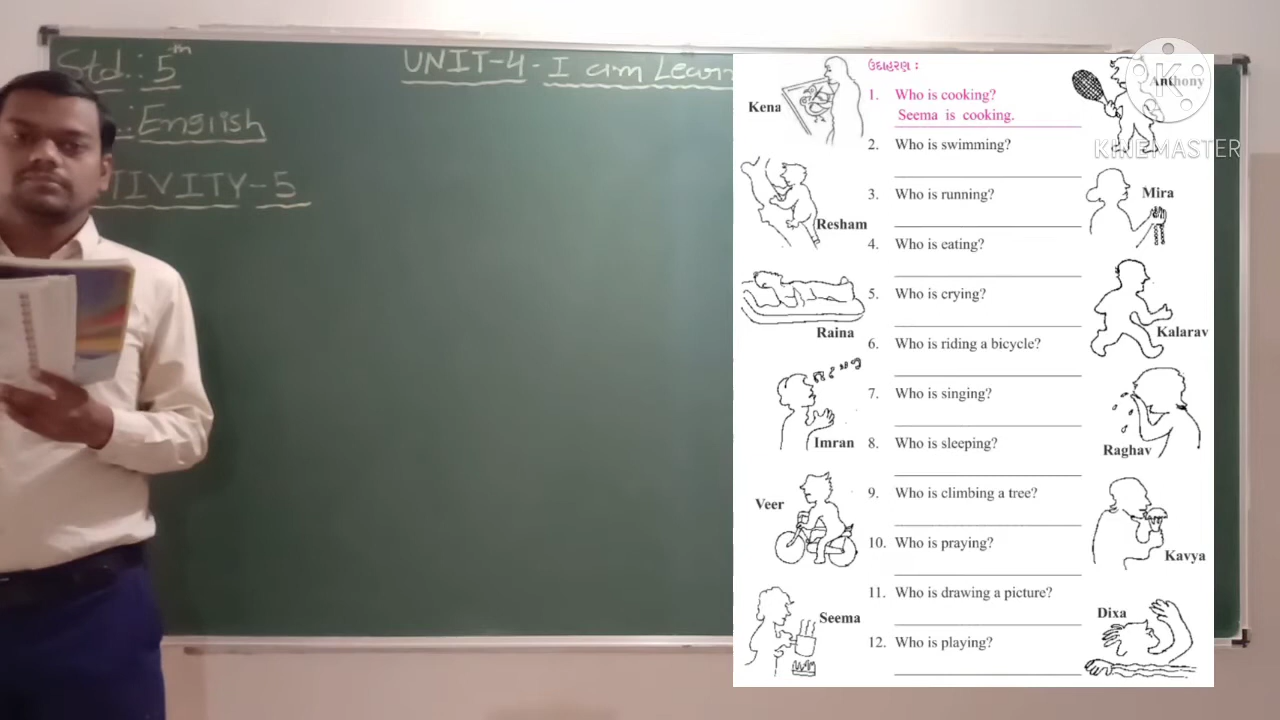 Std.: 5th
UNIT-4 - I am Learn
.: English
TIVITY-5
ઉદાહરણ :
Kena
Anthony
1. Who is cooking?
Seema is cooking.
KINEMASTER
2. Who is swimming?
3. Who is running?
Mira
Resham
4. Who is eating?
5. Who is crying?
Raina
Kalarav
6. Who is riding a bicycle?
7. Who is singing?
Imran
8. Who is sleeping?
Raghav
9. Who is climbing a tree?
Veer
10. Who is praying?
Kavya
11. Who is drawing a picture?
Seema
Dixa
12. Who is playing?